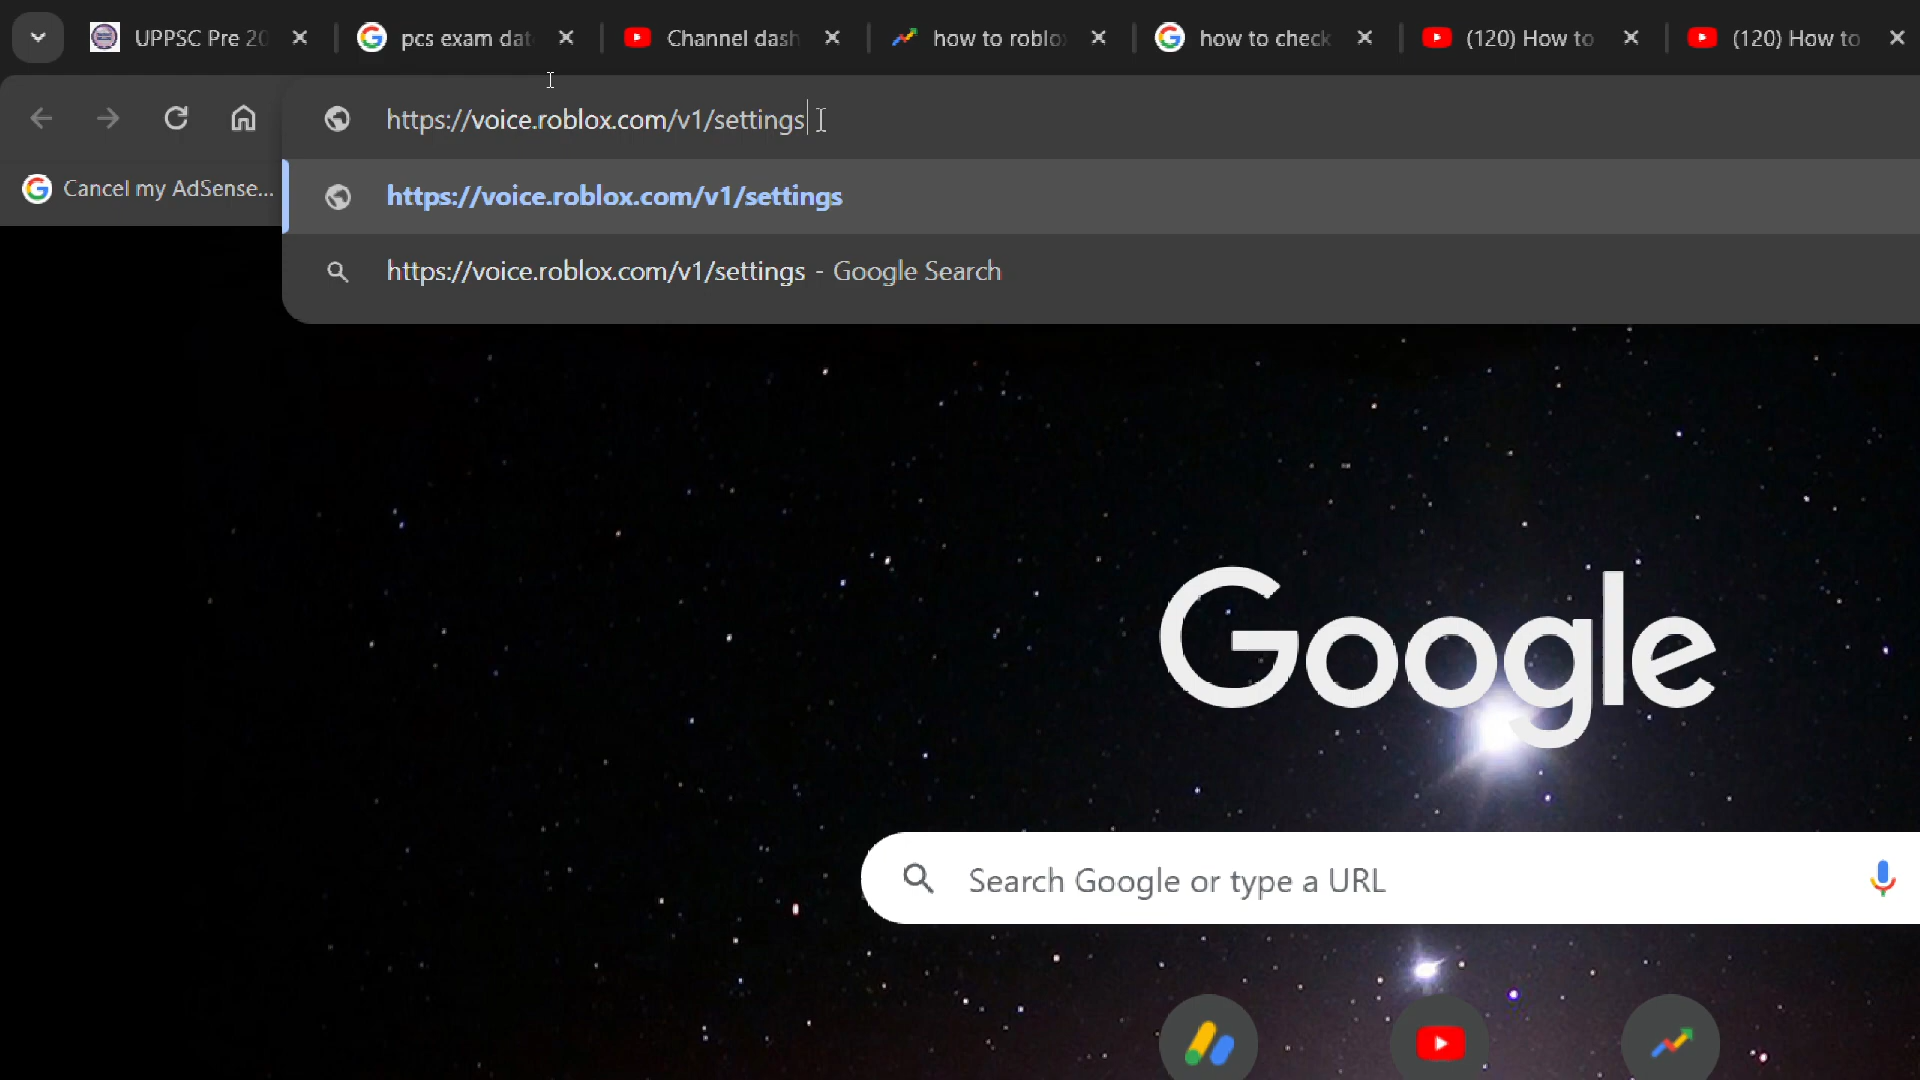 UPPSC Pre 20
pcs exam dat
Channel dash
how to roblo
how to check
(120) How to
(120) How to
https://voice.roblox.com/v1/settings
Cancel my AdSense...
https://voice.roblox.com/v1/settings
https://voice.roblox.com/v1/settings - Google Search
Google
Search Google or type a URL